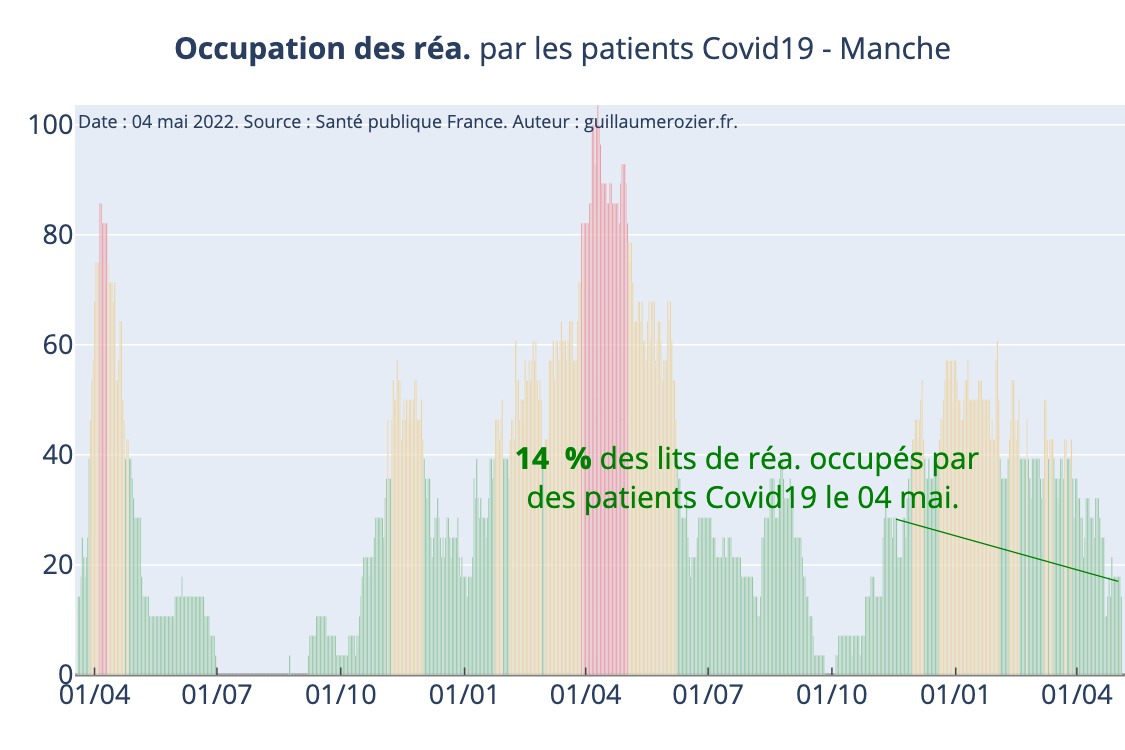 Occupation des réa. par les patients Covid19 - Manche
Date : 04 mai 2022. Source : Santé publique France. Auteur : guillaumerozier.fr.
100
80
60
40
20
0
14 % des lits de réa. occupés par
des patients Covid19 le 04 mai.
01/04 01/07 01/10 01/01 01/04 01/07 01/10 01/01 01/04